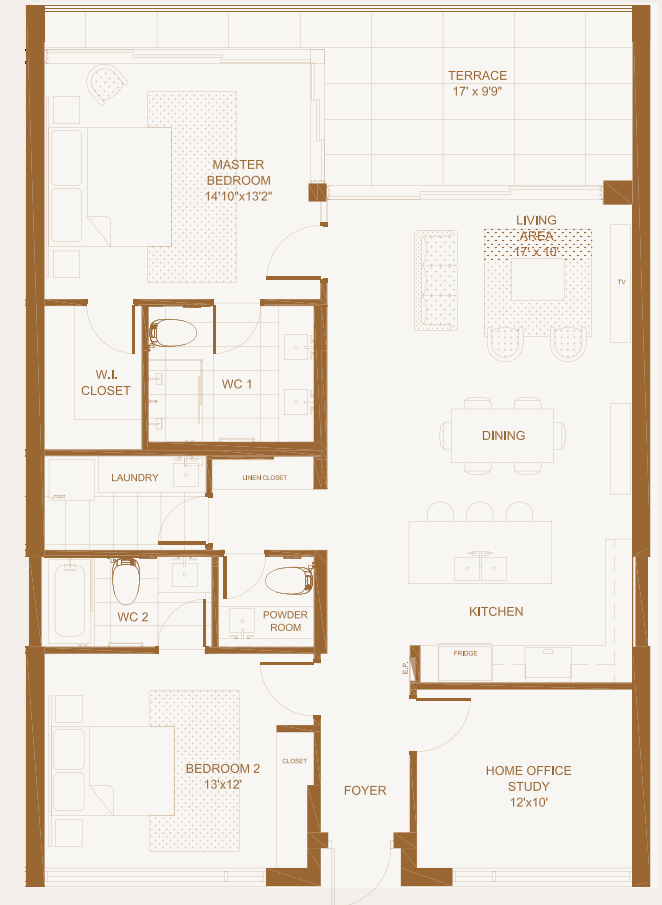 TERRACE
17' x 9'9"
MASTER
BEDROOM
14'10"x13'2"
LIVING
AREA
17' x 16'
TV
W.I.
CLOSET
WC 1
DINING
LAUNDRY
LINEN CLOSET
WC 2
POWDER
ROOM
KITCHEN
FRIDGE
E.P.
BEDROOM 2
13'x12'
CLOSET
FOYER
HOME OFFICE
STUDY
12'x10'